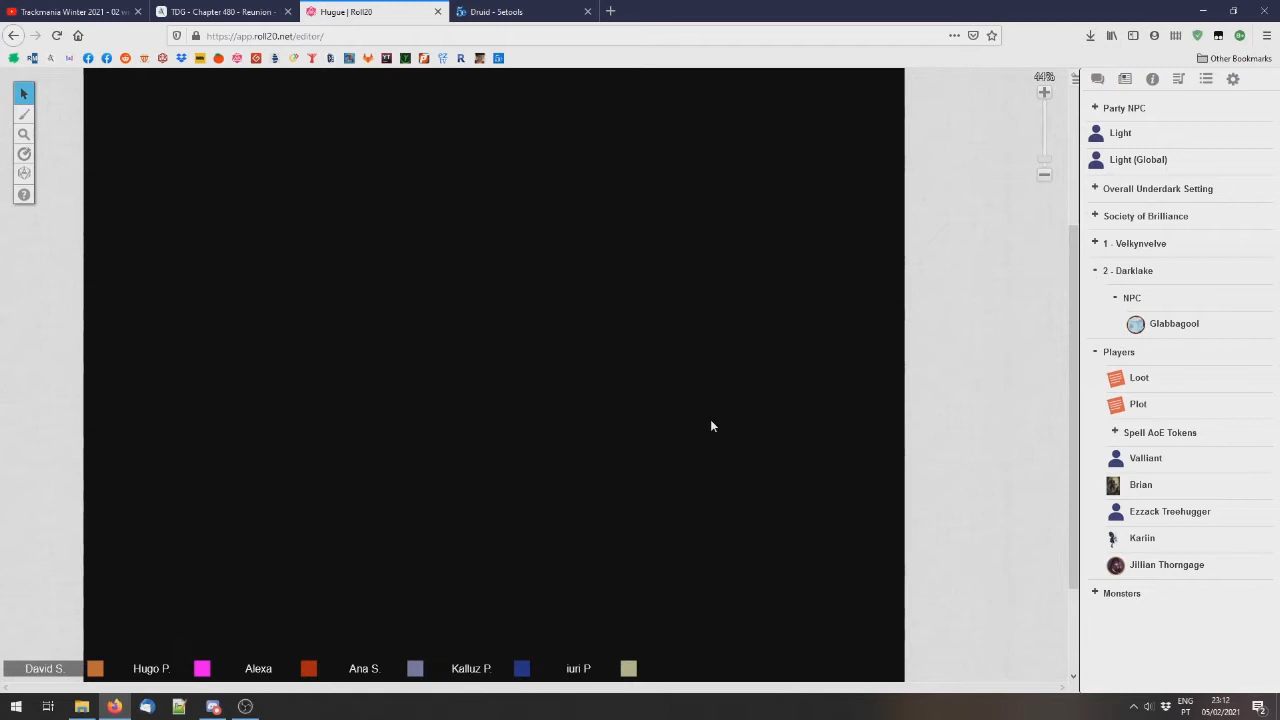 Trackmania Winter 2021 - 02 w
TDG - Chapter 480 - Reunion -
Hugue | Roll20
Druid - 5etools
https://app.roll20.net/editor/
Other Bookmarks
44%
Party NPC
Light
Light (Global)
Overall Underdark Setting
Society of Brilliance
1 - Velkynvelve
2 - Darklake
NPC
Glabbagool
Players
Loot
Plot
Spell AoE Tokens
Valliant
Brian
Ezzack Treehugger
Kariin
Jillian Thorngage
Monsters
David S. Hugo P. Alexa Ana S. Kalluz P. iuri P
ENG 23:12
PT 05/02/2021 2